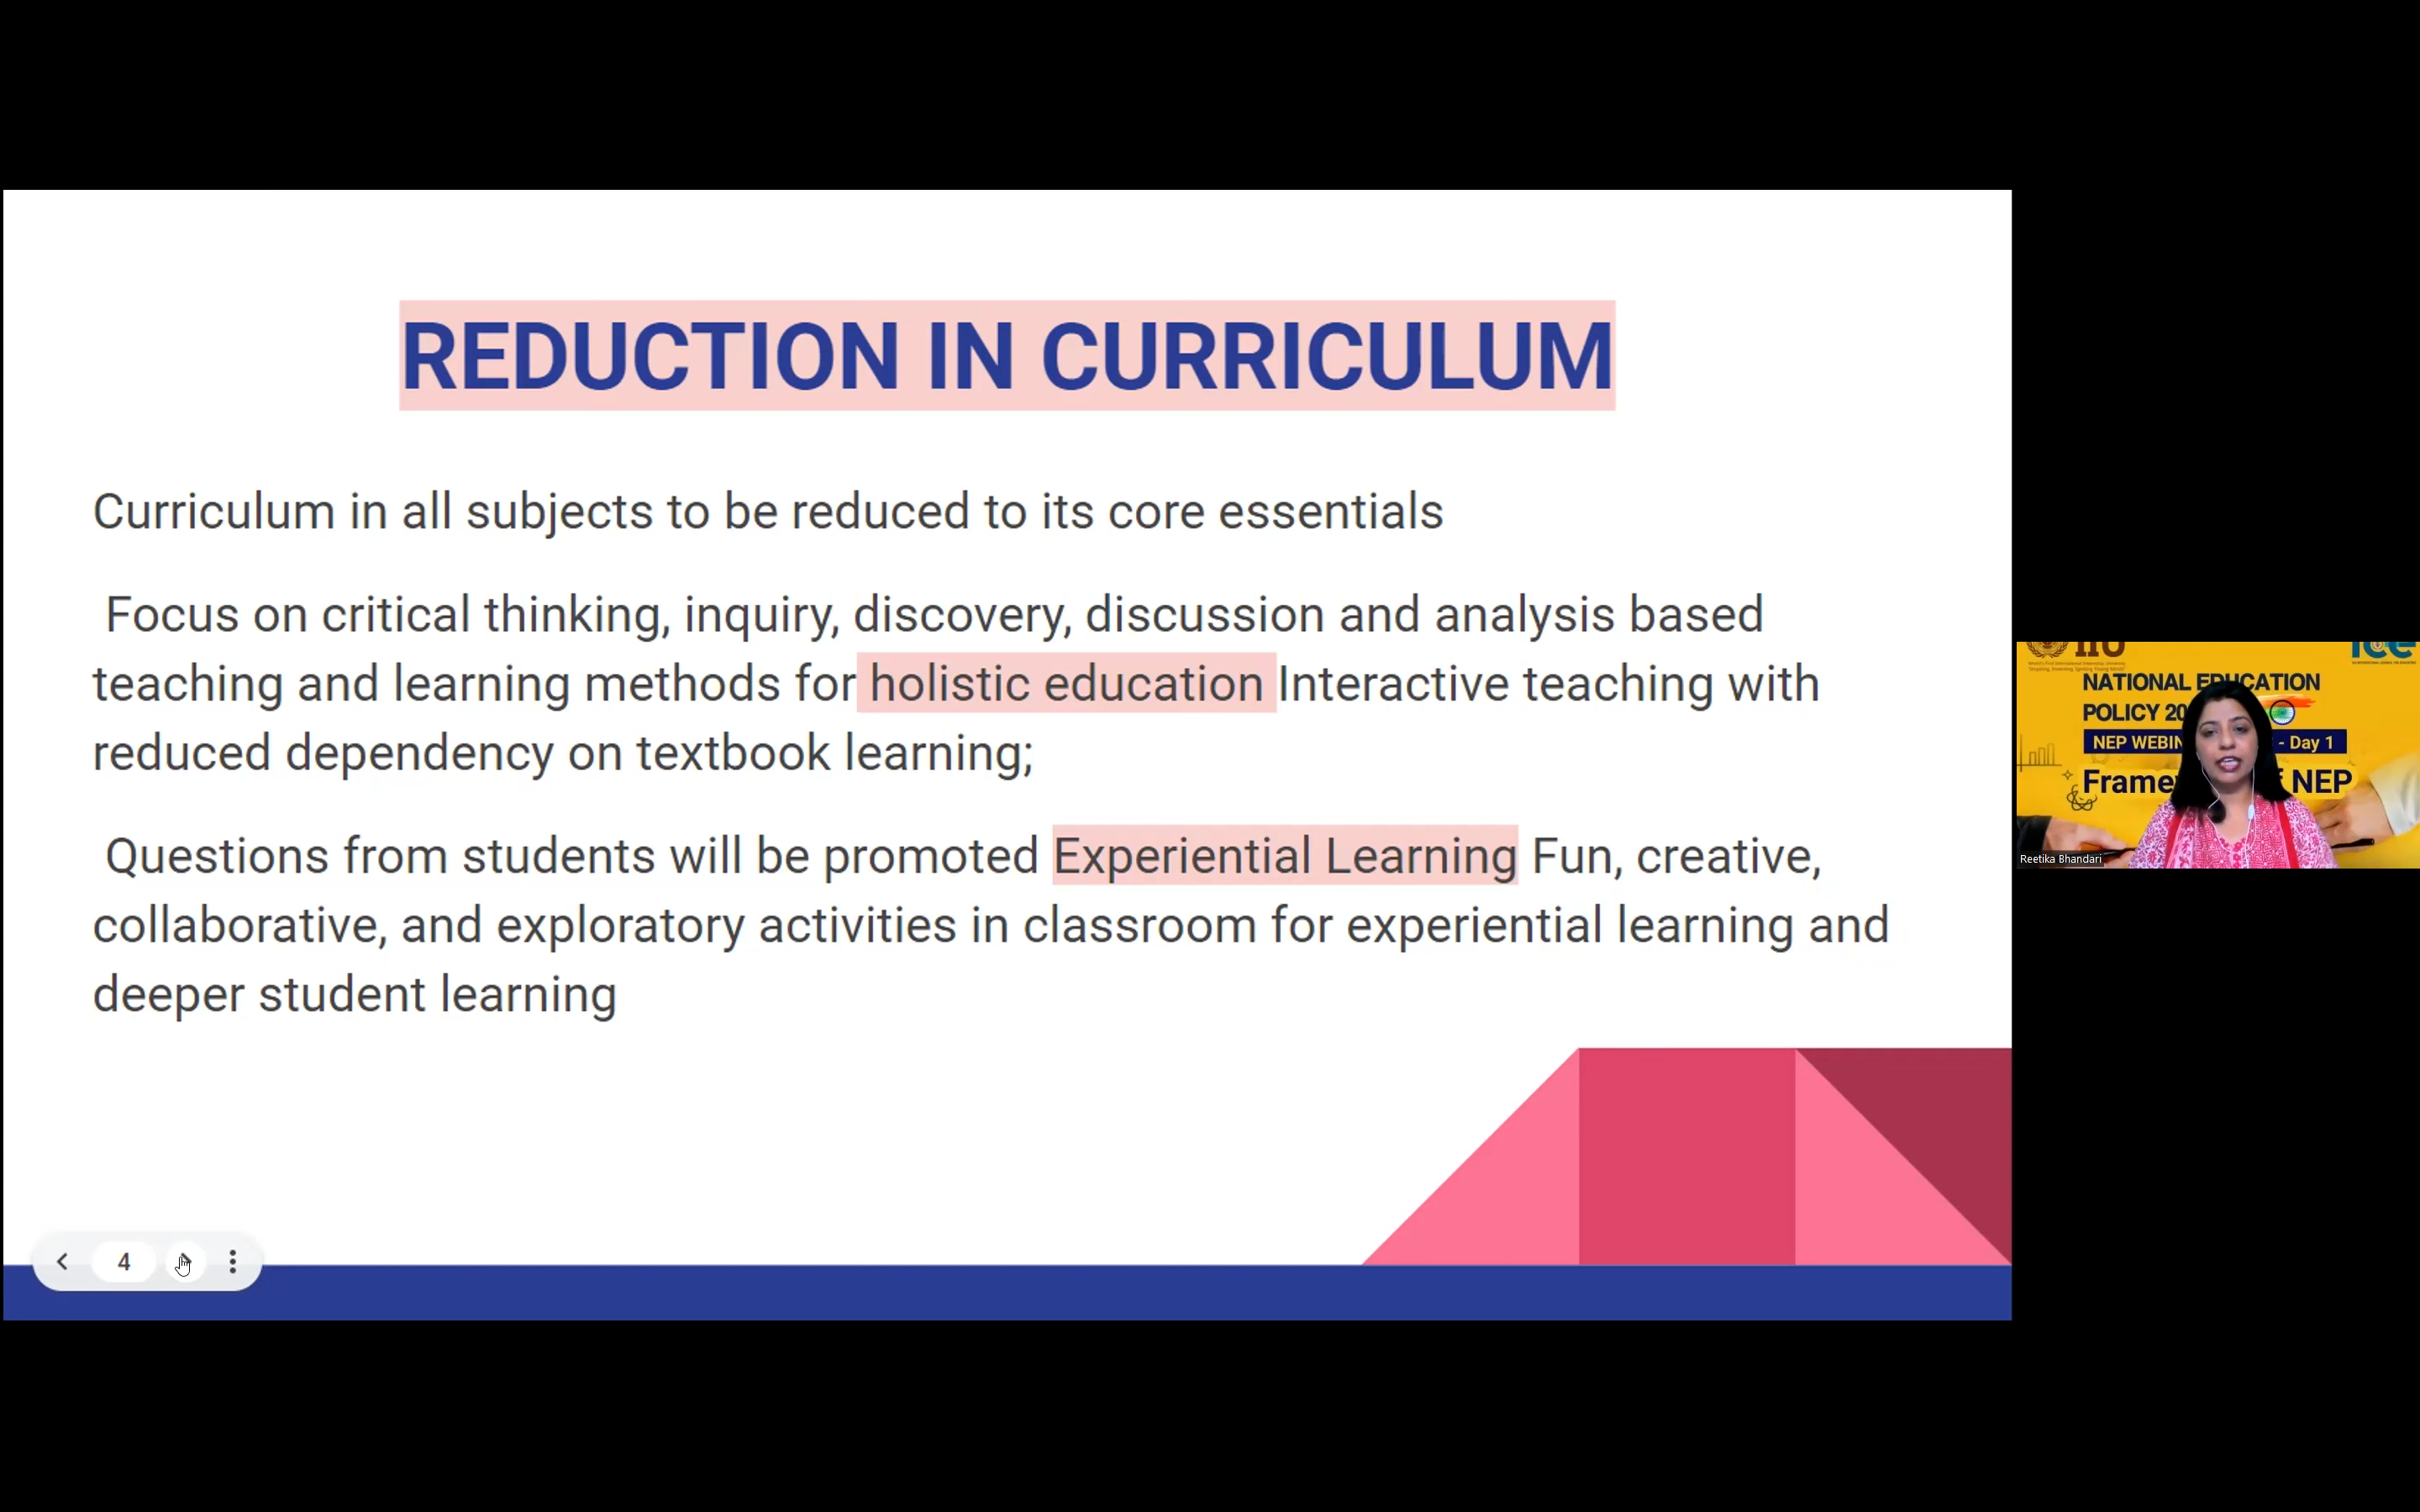 REDUCTION IN CURRICULUM
Curriculum in all subjects to be reduced to its core essentials
Focus on critical thinking, inquiry, discovery, discussion and analysis based
teaching and learning methods for holistic education Interactive teaching with
reduced dependency on textbook learning;
Questions from students will be promoted Experiential Learning Fun, creative,
collaborative, and exploratory activities in classroom for experiential learning and
deeper student learning
4
IIU
ice
NATIONAL EDUCATION
POLICY 20
NEP WEBIN - Day 1
Frame NEP
Reetika Bhandari